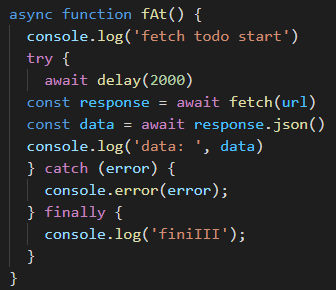 async function fAt() {
  console.log('fetch todo start')
  try {
    await delay(2000)
  const response = await fetch(url)
  const data = await response.json()
  console.log('data: ', data)
  } catch (error) {
    console.error(error);
  } finally {
    console.log('finiIII');
  }
}